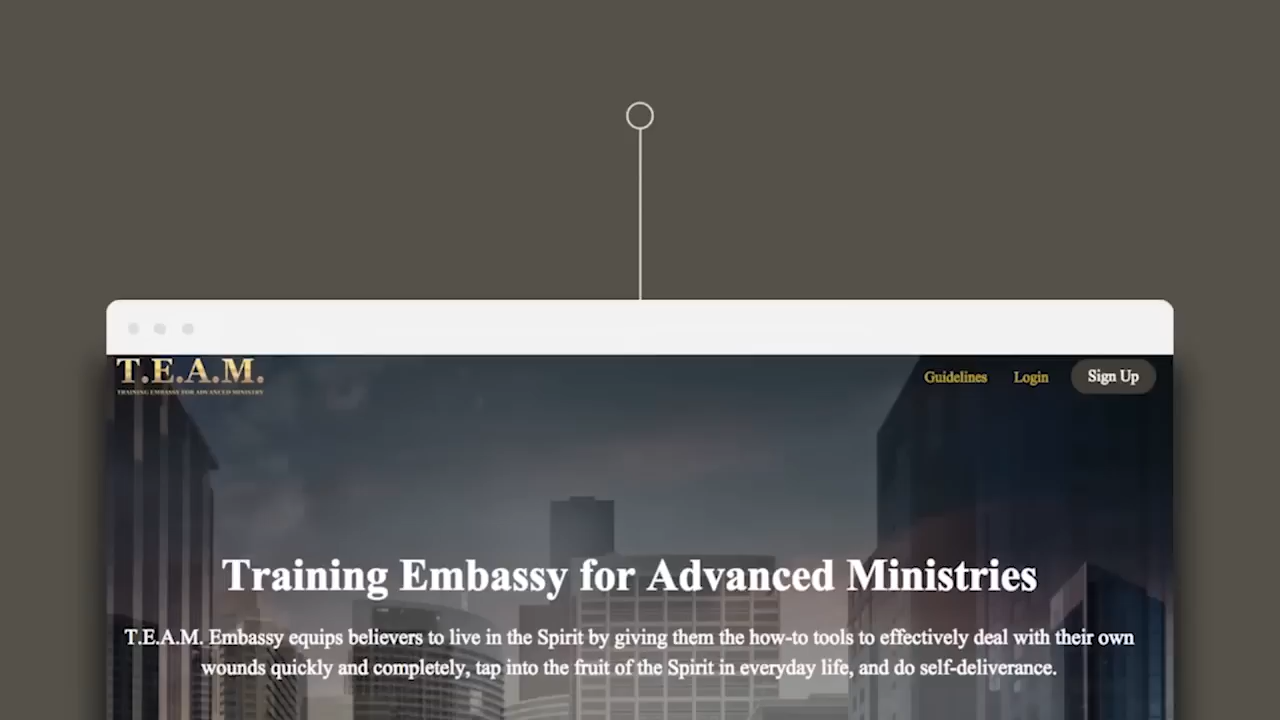 T.E.A.M.
TRAINING EMBASSY FOR ADVANCED MINISTRY
Guidelines Login Sign Up
Training Embassy for Advanced Ministries
T.E.A.M. Embassy equips believers to live in the Spirit by giving them the how-to tools to effectively deal with their own
wounds quickly and completely, tap into the fruit of the Spirit in everyday life, and do self-deliverance.